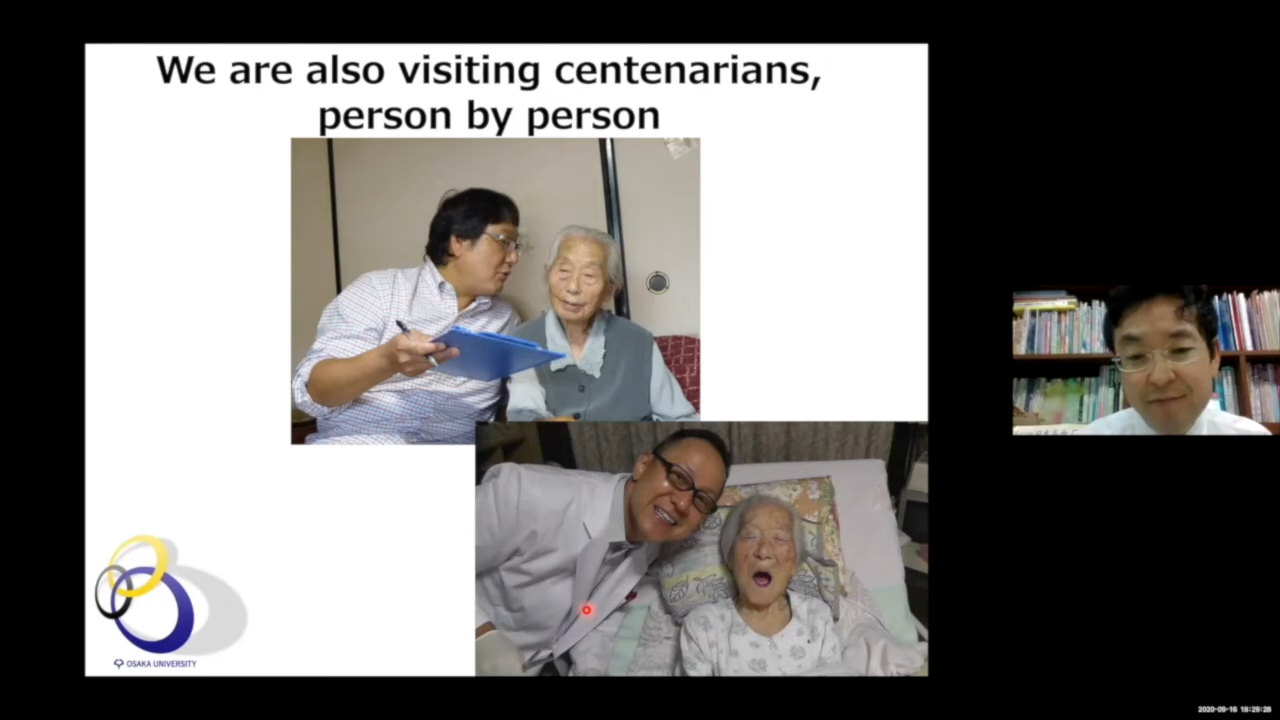 We are also visiting centenarians,
person by person
OSAKA UNIVERSITY
2020-09-16 18:29:28